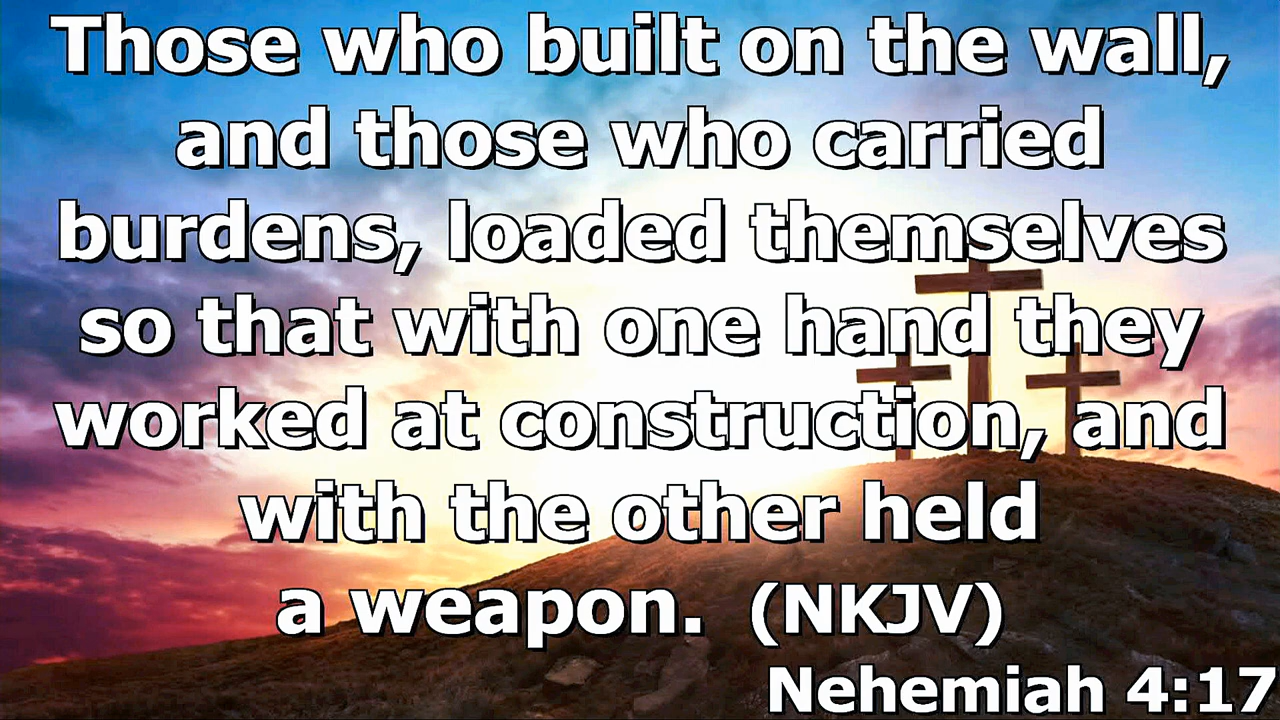 Those who built on the wall,
and those who carried
burdens, loaded themselves
so that with one hand they
worked at construction, and
with the other held
a weapon. (NKJV)
Nehemiah 4:17